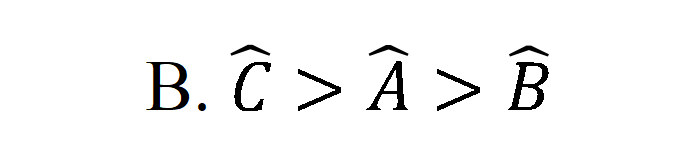 B. Ĉ > Â > B̂